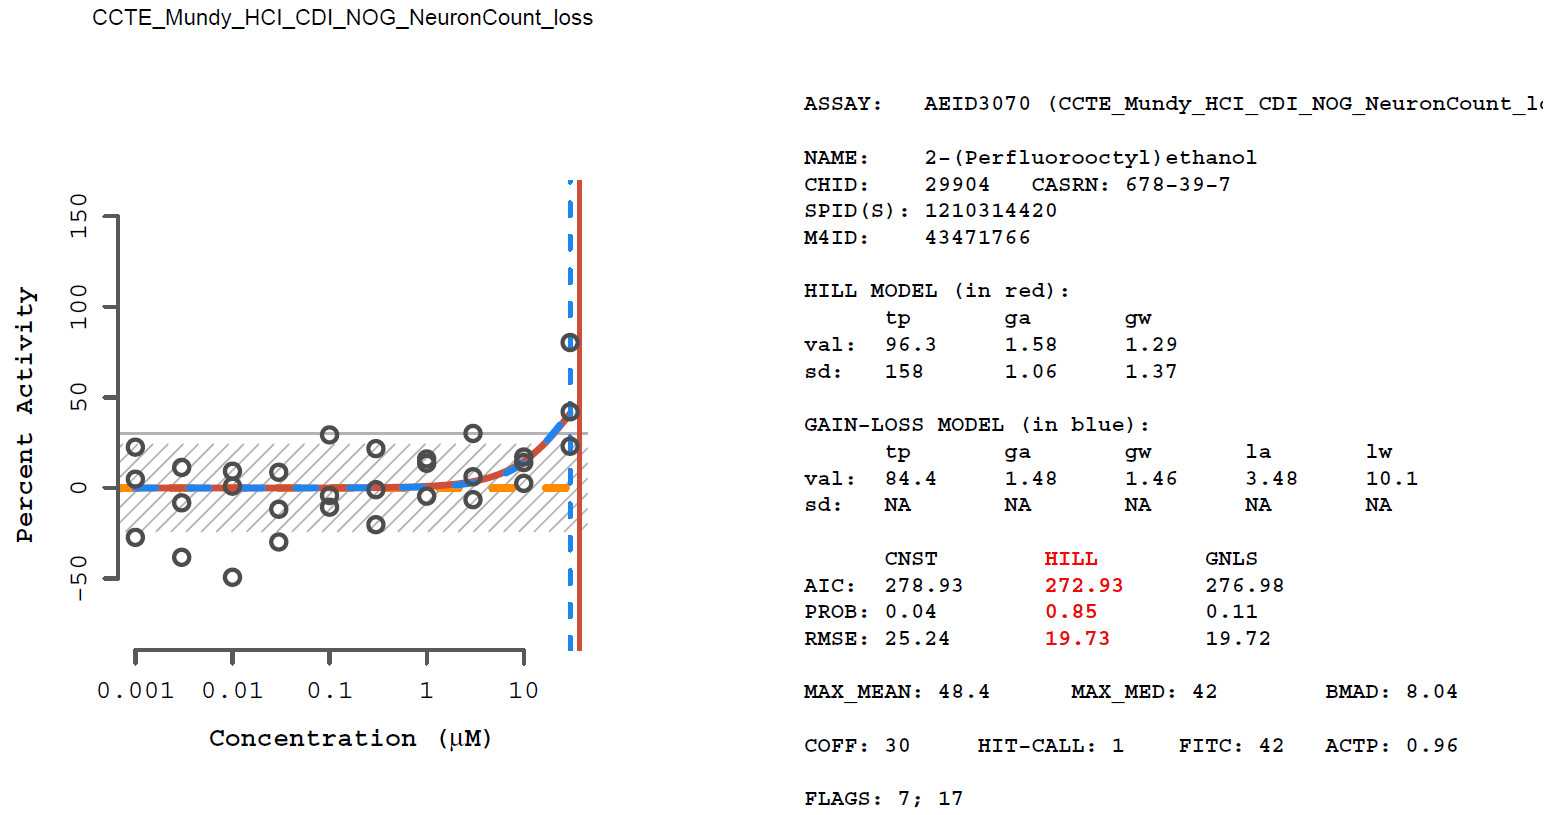 CCTE_Mundy_HCI_CDI_NOG_NeuronCount_loss
150
100
50
0
-50
Percent Activity
0.001 0.01 0.1 1 10
Concentration (μM)
ASSAY: AEID3070 (CCTE_Mundy_HCI_CDI_NOG_NeuronCount_lo
NAME: 2-(Perfluorooctyl)ethanol
CHID: 29904 CASRN: 678-39-7
SPID(S): 1210314420
M4ID: 43471766
HILL MODEL (in red):
tp ga gw
val: 96.3 1.58 1.29
sd: 158 1.06 1.37
GAIN-LOSS MODEL (in blue):
tp ga gw la lw
val: 84.4 1.48 1.46 3.48 10.1
sd: NA NA NA NA NA
CNST HILL GNLS
AIC: 278.93 272.93 276.98
PROB: 0.04 0.85 0.11
RMSE: 25.24 19.73 19.72
MAX_MEAN: 48.4 MAX_MED: 42 BMAD: 8.04
COFF: 30 HIT-CALL: 1 FITC: 42 ACTP: 0.96
FLAGS: 7; 17